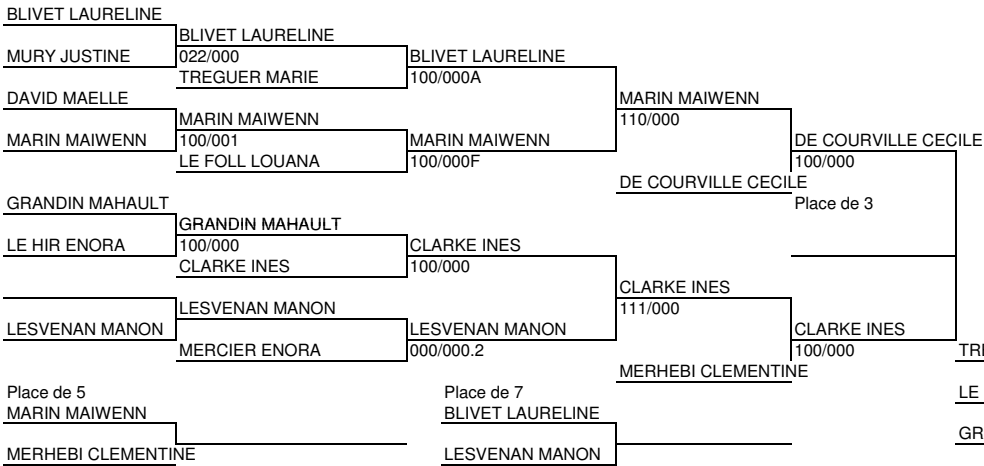 BLIVET LAURELINE
BLIVET LAURELINE
MURY JUSTINE 022/000 BLIVET LAURELINE
TREGUER MARIE 100/000A
DAVID MAELLE MARIN MAIWENN
MARIN MAIWENN 110/000
MARIN MAIWENN 100/001 MARIN MAIWENN DE COURVILLE CECILE
LE FOLL LOUANA 100/000F 100/000
DE COURVILLE CECILE
GRANDIN MAHAULT Place de 3
GRANDIN MAHAULT
LE HIR ENORA 100/000 CLARKE INES
CLARKE INES 100/000
CLARKE INES
LESVENAN MANON 111/000
LESVENAN MANON LESVENAN MANON CLARKE INES
MERCIER ENORA 000/000.2 100/000
MERHEBI CLEMENTINE
Place de 5 Place de 7 LE
MARIN MAIWENN BLIVET LAURELINE
GR
MERHEBI CLEMENTINE LESVENAN MANON